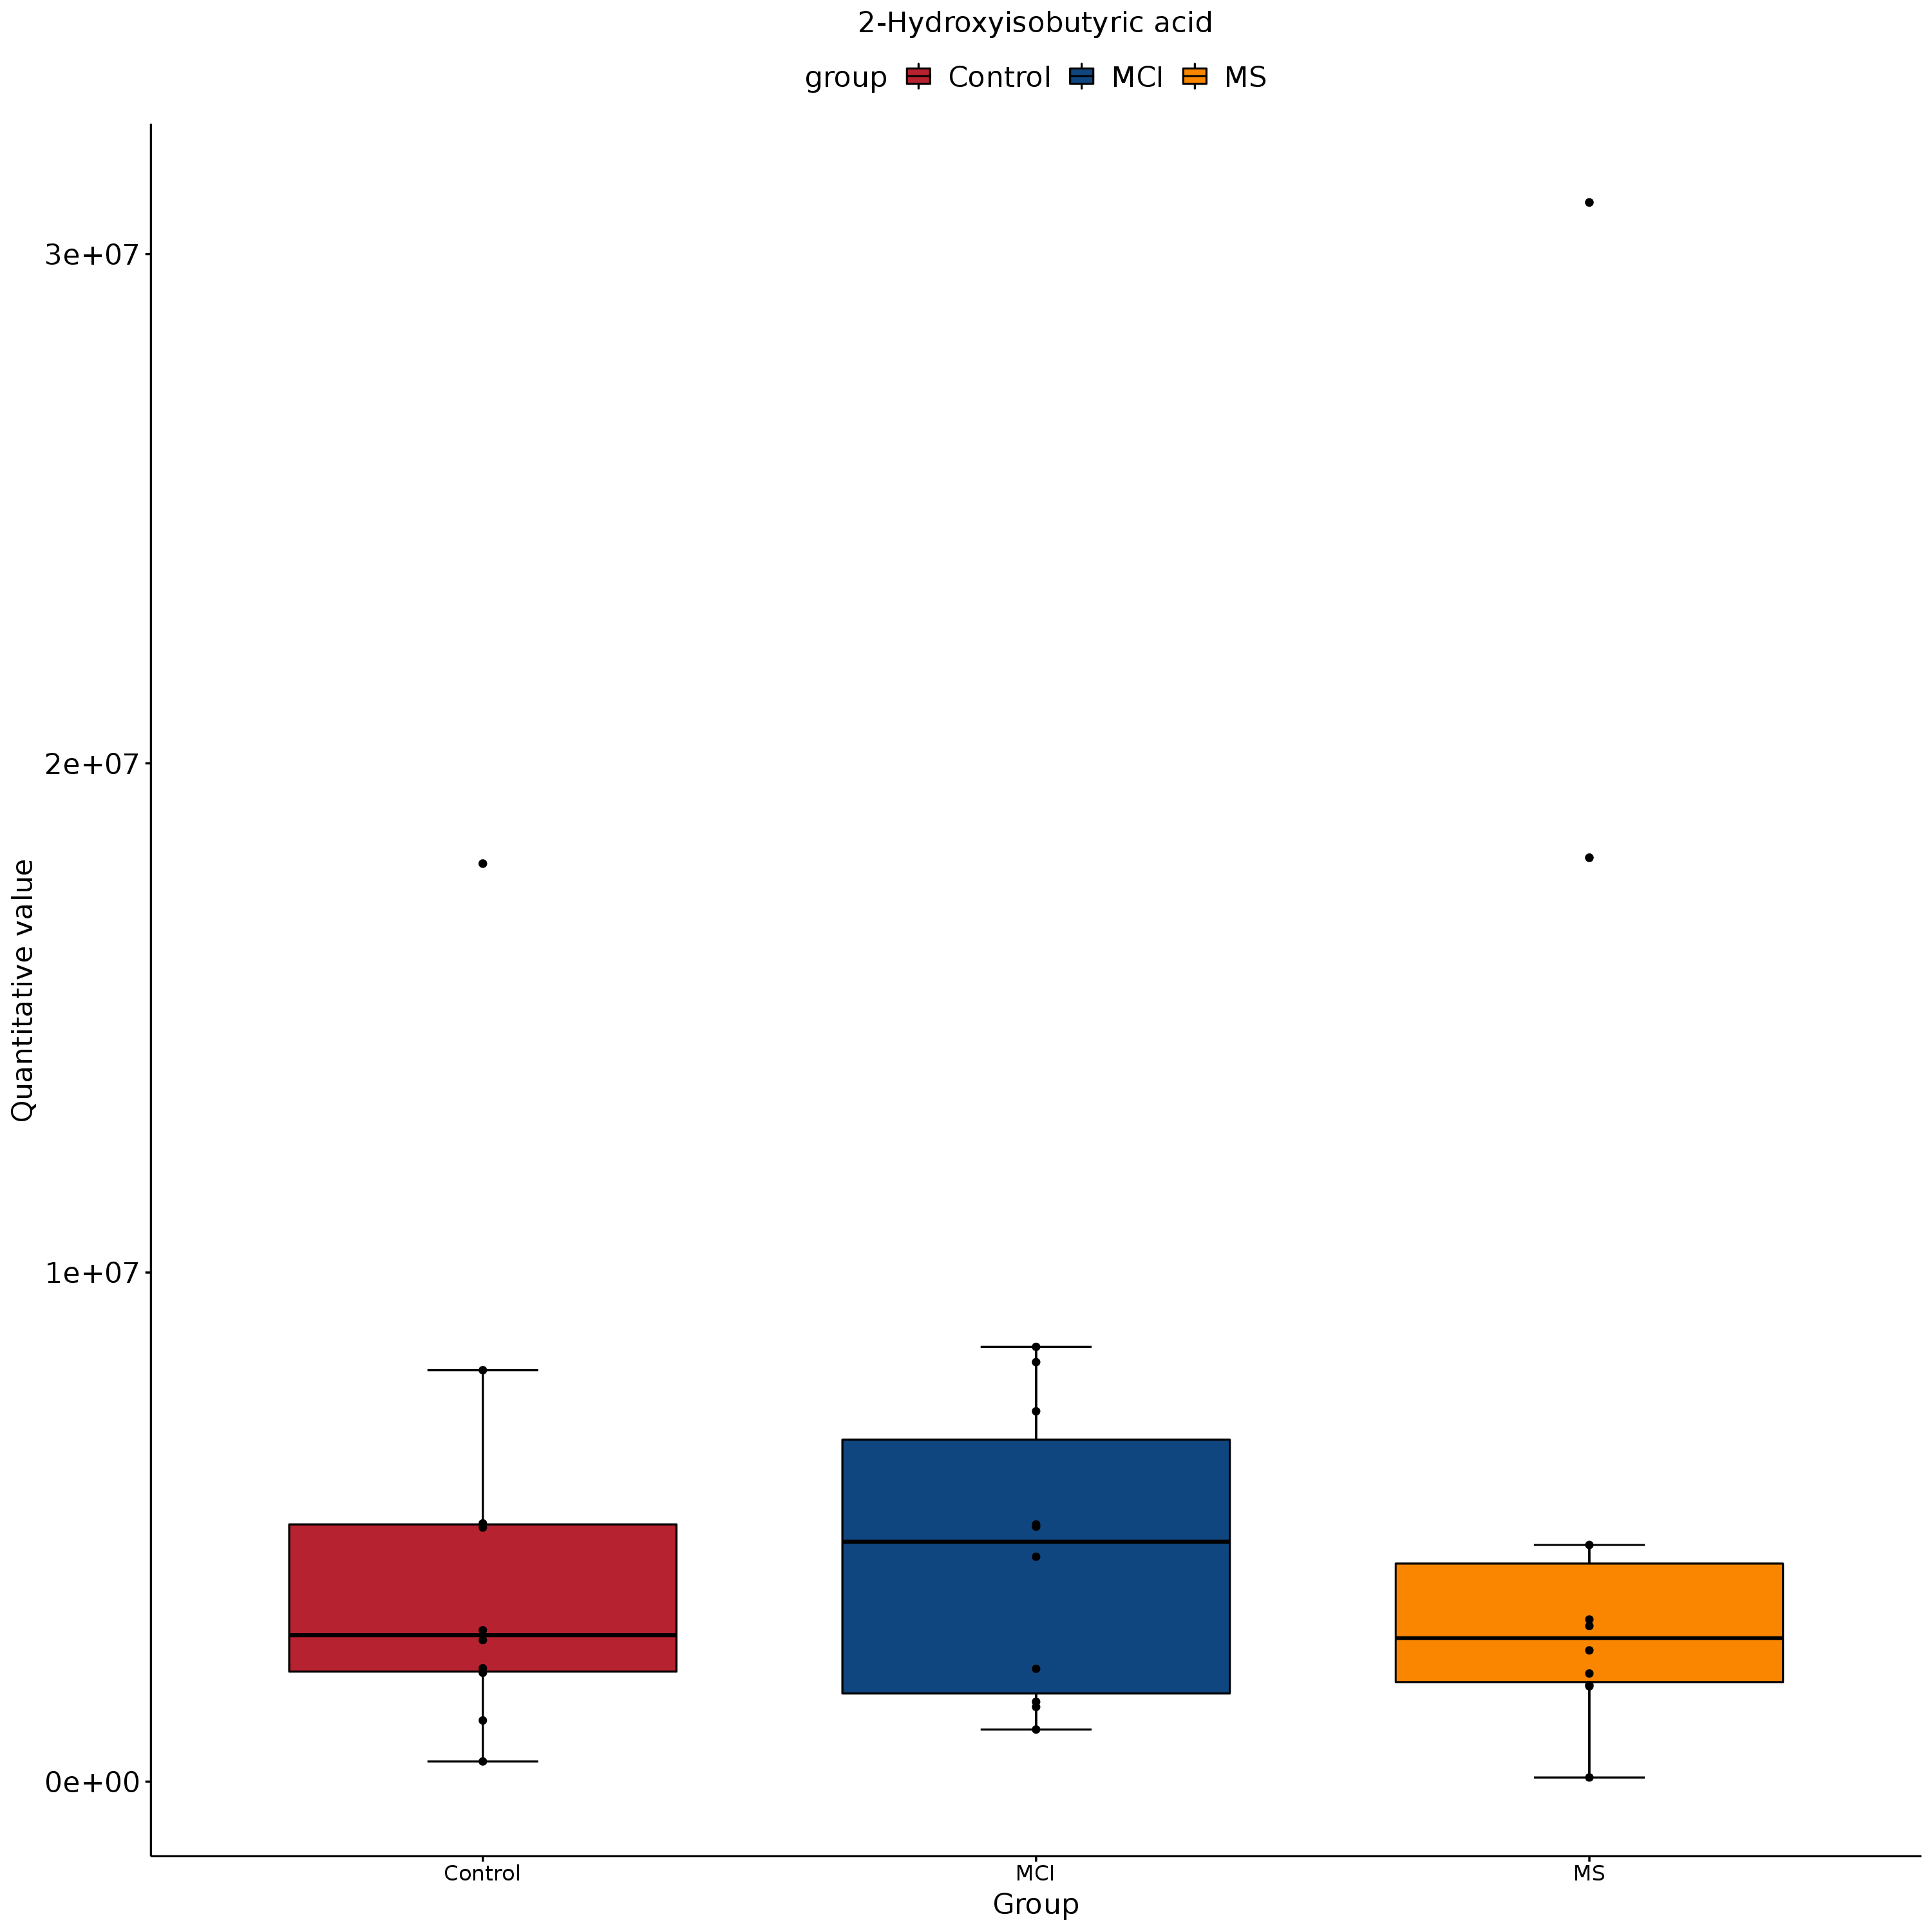 2-Hydroxyisobutyric acid
group Control MCI MS
Quantitative value
3e+07
2e+07
1e+07
0e+00
Control MCI MS
Group